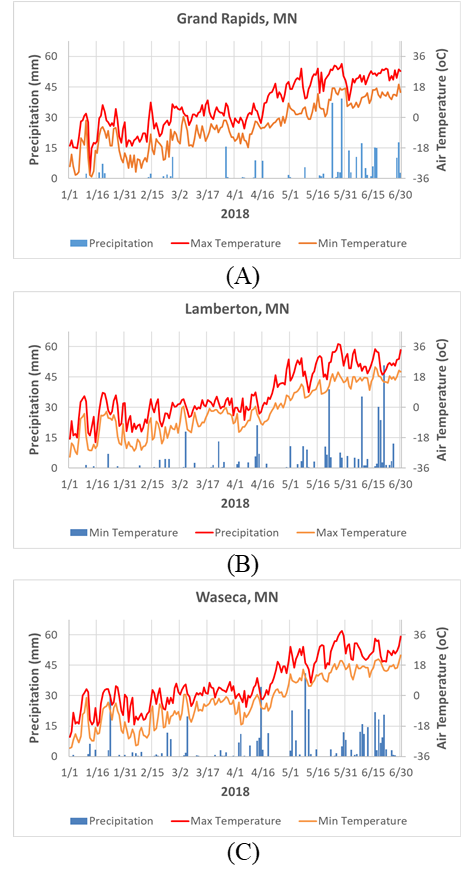 Grand Rapids, MN
Precipitation (mm)
60
45
30
15
0
36
18
0
-18
-36
Air Temperature (oC)
1/1 1/16 1/31 2/15 3/2 3/17 4/1 4/16 5/1 5/16 5/31 6/15 6/30
2018
Precipitation Max Temperature Min Temperature
(A)
Lamberton, MN
Precipitation (mm)
60
45
30
15
0
36
18
0
-18
-36
Air Temperature (oC)
1/1 1/16 1/31 2/15 3/2 3/17 4/1 4/16 5/1 5/16 5/31 6/15 6/30
2018
Min Temperature Precipitation Max Temperature
(B)
Waseca, MN
Precipitation (mm)
60
45
30
15
0
36
18
0
-18
-36
Air Temperature (oC)
1/1 1/16 1/31 2/15 3/2 3/17 4/1 4/16 5/1 5/16 5/31 6/15 6/30
2018
Precipitation Max Temperature Min Temperature
(C)